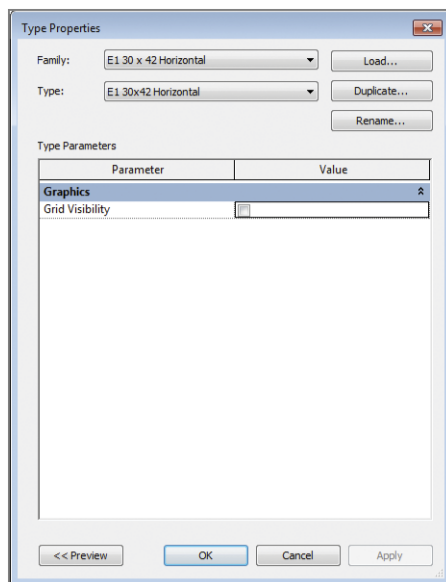 Type Properties
Family: E1 30 x 42 Horizontal Load...
Type: E1 30x42 Horizontal Duplicate...
Rename...
Type Parameters
Parameter Value
Graphics
Grid Visibility
<< Preview OK Cancel Apply